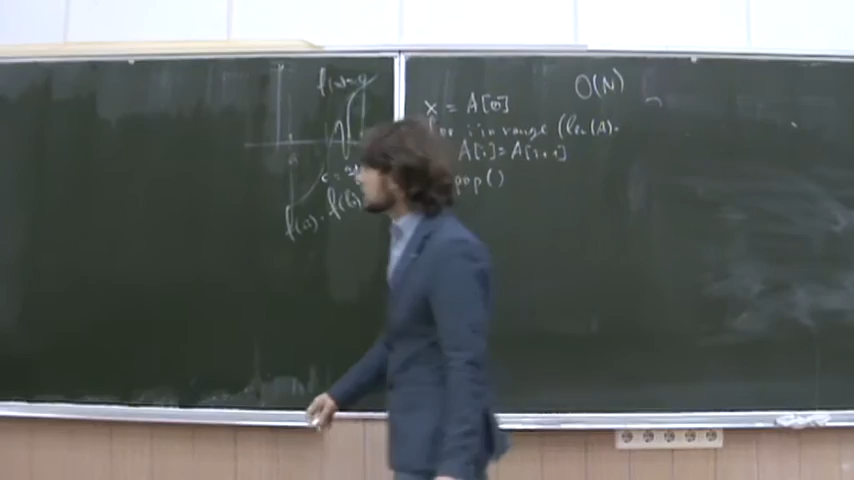 O(N)
x = A[0]
for i in range (len(A)-
A[i]=A[i+1]
pop()
f(a) · f(b)